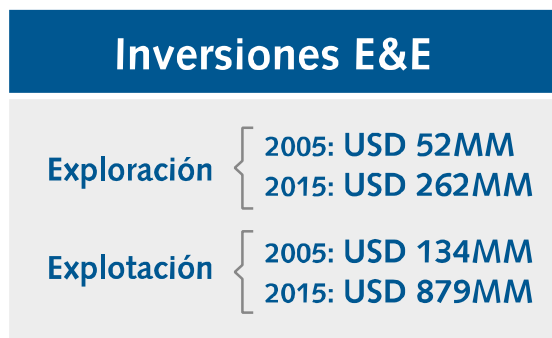 Inversiones E&E
Exploración
2005: USD 52MM
2015: USD 262MM
Explotación
2005: USD 134MM
2015: USD 879MM